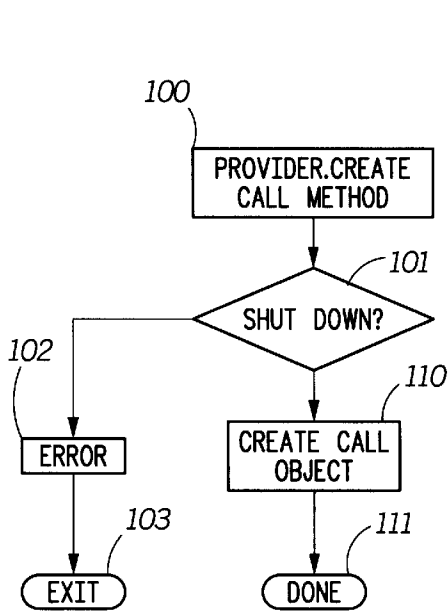 100
PROVIDER.CREATE
CALL METHOD
101
SHUT DOWN?
102
110
ERROR
CREATE CALL
OBJECT
103
111
EXIT
DONE